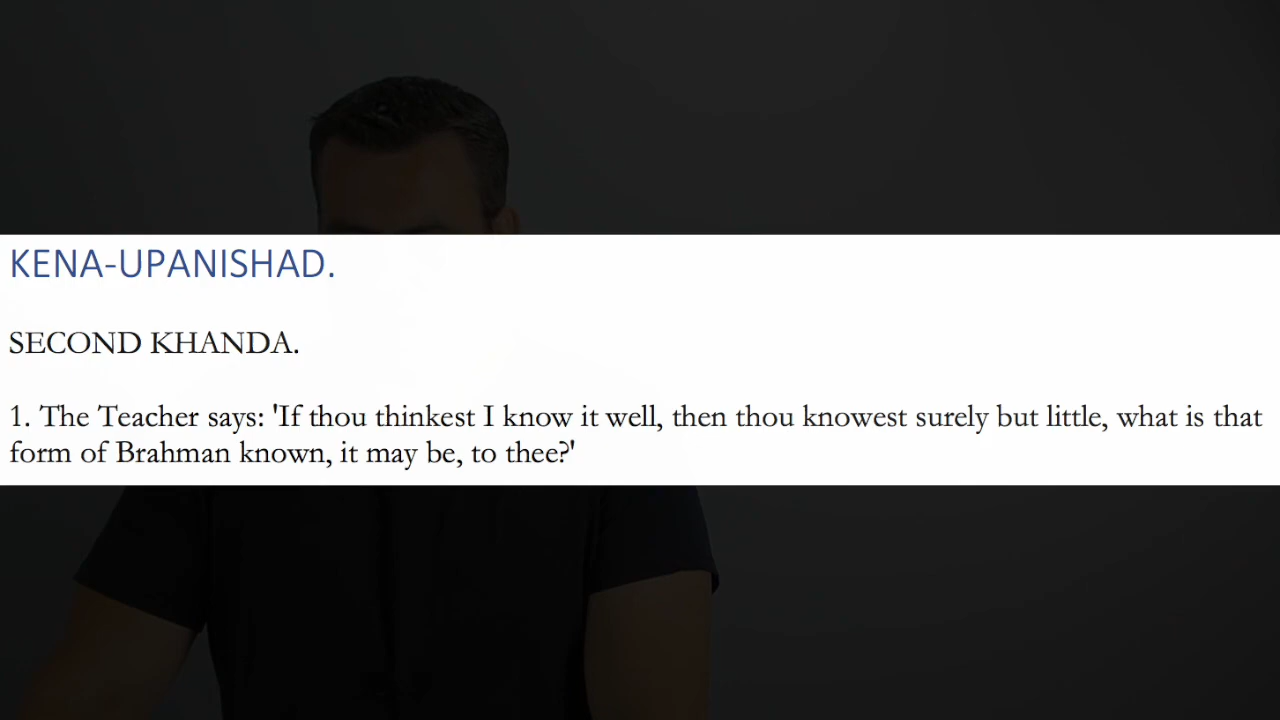 KENA-UPANISHAD.
SECOND KHANDA.
1. The Teacher says: 'If thou thinkest I know it well, then thou knowest surely but little, what is that
form of Brahman known, it may be, to thee?'